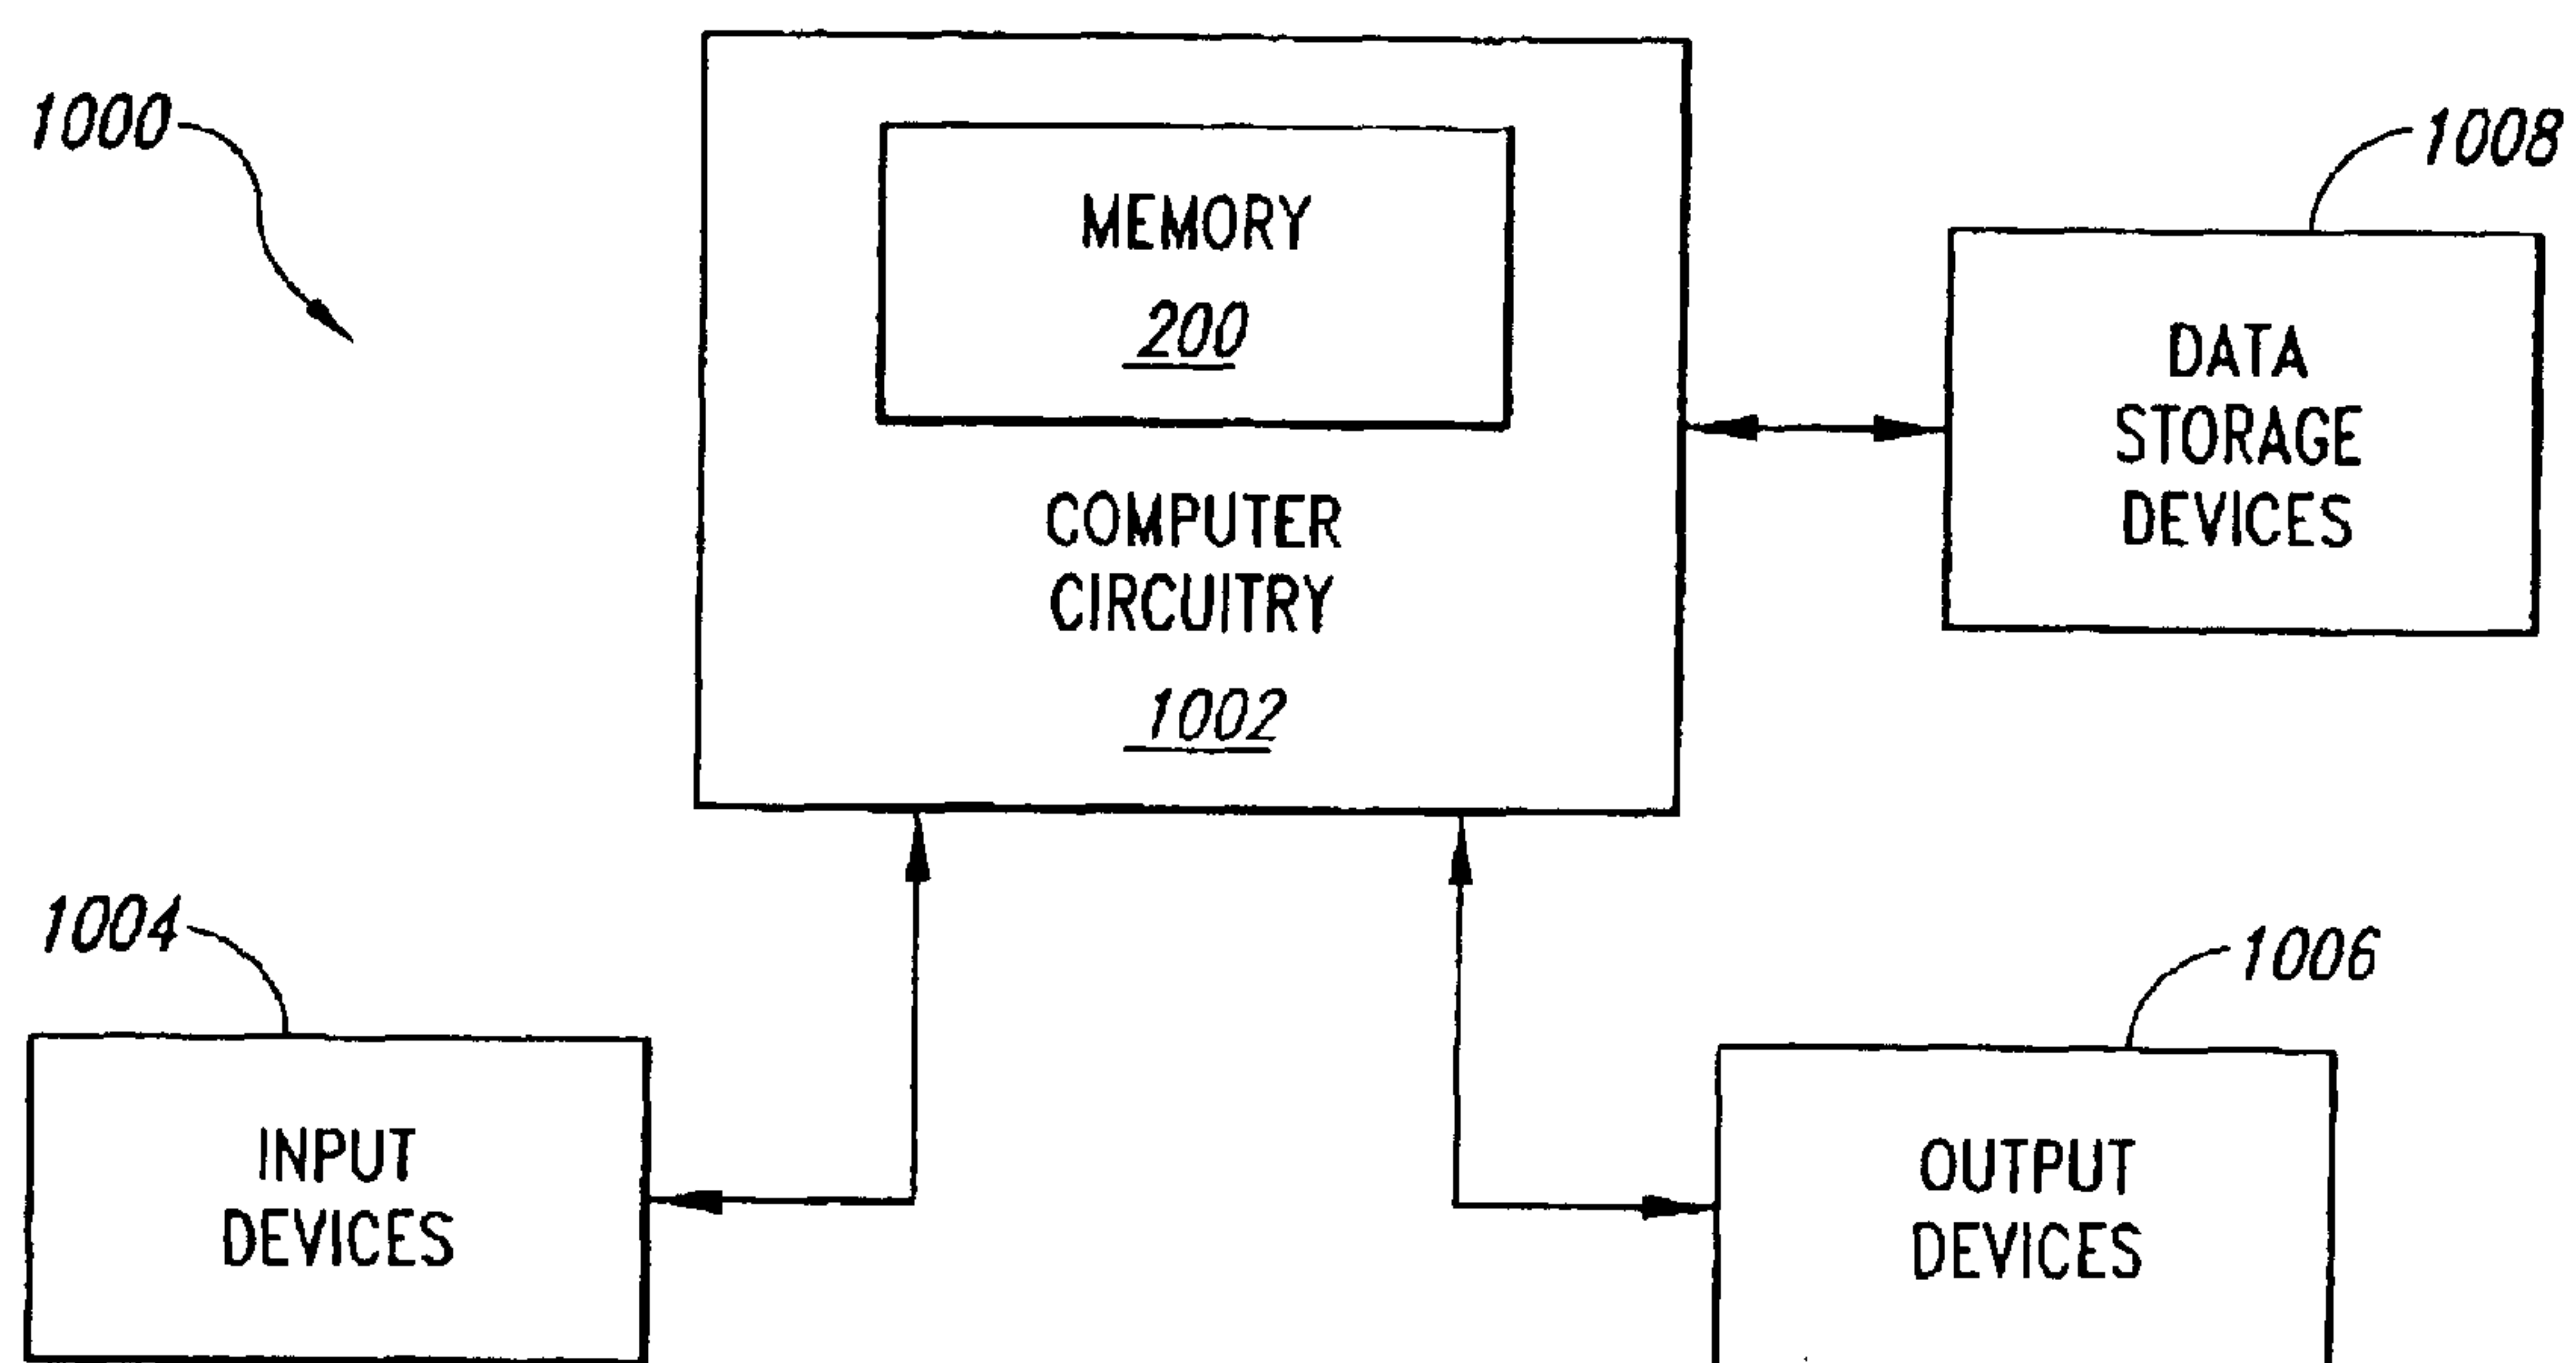 1000
MEMORY
200
COMPUTER
CIRCUITRY
1002
1008
DATA
STORAGE
DEVICES
1004
INPUT
DEVICES
1006
OUTPUT
DEVICES